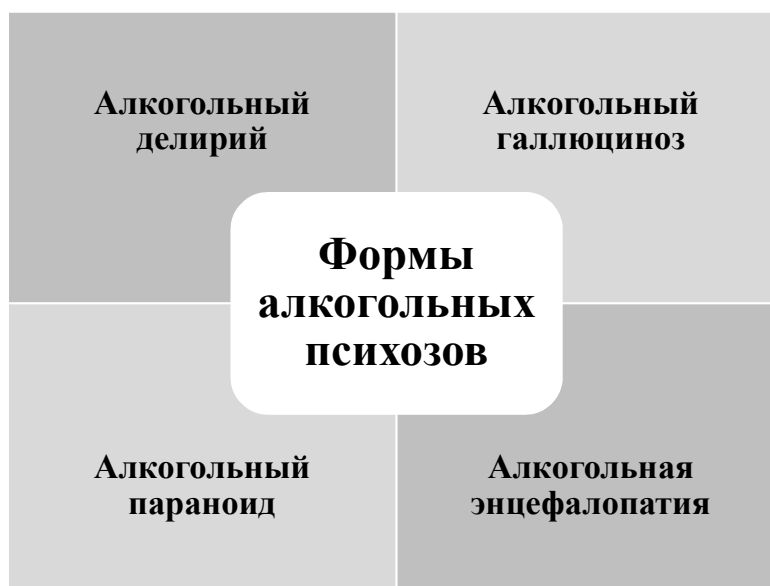 Алкогольный
делирий
Алкогольный
галлюциноз
Формы
алкогольных
психозов
Алкогольный
параноид
Алкогольная
энцефалопатия